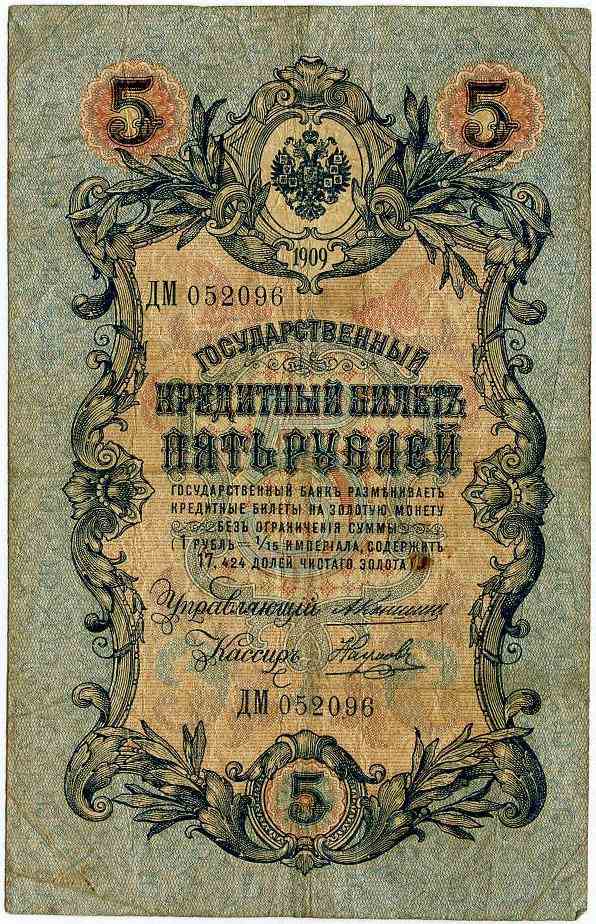 5 5
1909
ДМ 052096
ГОСУДАРСТВЕННЫЙ
КРЕДИТНЫЙ БИЛЕТЪ
ПЯТЬ РУБЛЕЙ
ГОСУДАРСТВЕННЫЙ БАНКЪ РАЗМѢНИВАЕТЪ
КРЕДИТНЫЕ БИЛЕТЫ НА ЗОЛОТУЮ МОНЕТУ
БЕЗЪ ОГРАНИЧЕНІЯ СУММЫ
(1 РУБЛЬ — 1/15 ИМПЕРІАЛА, СОДЕРЖИТЪ
17, 424 ДОЛЕЙ ЧИСТАГО ЗОЛОТА).
Управляющій
Кассиръ Наумовъ
ДМ 052096
5